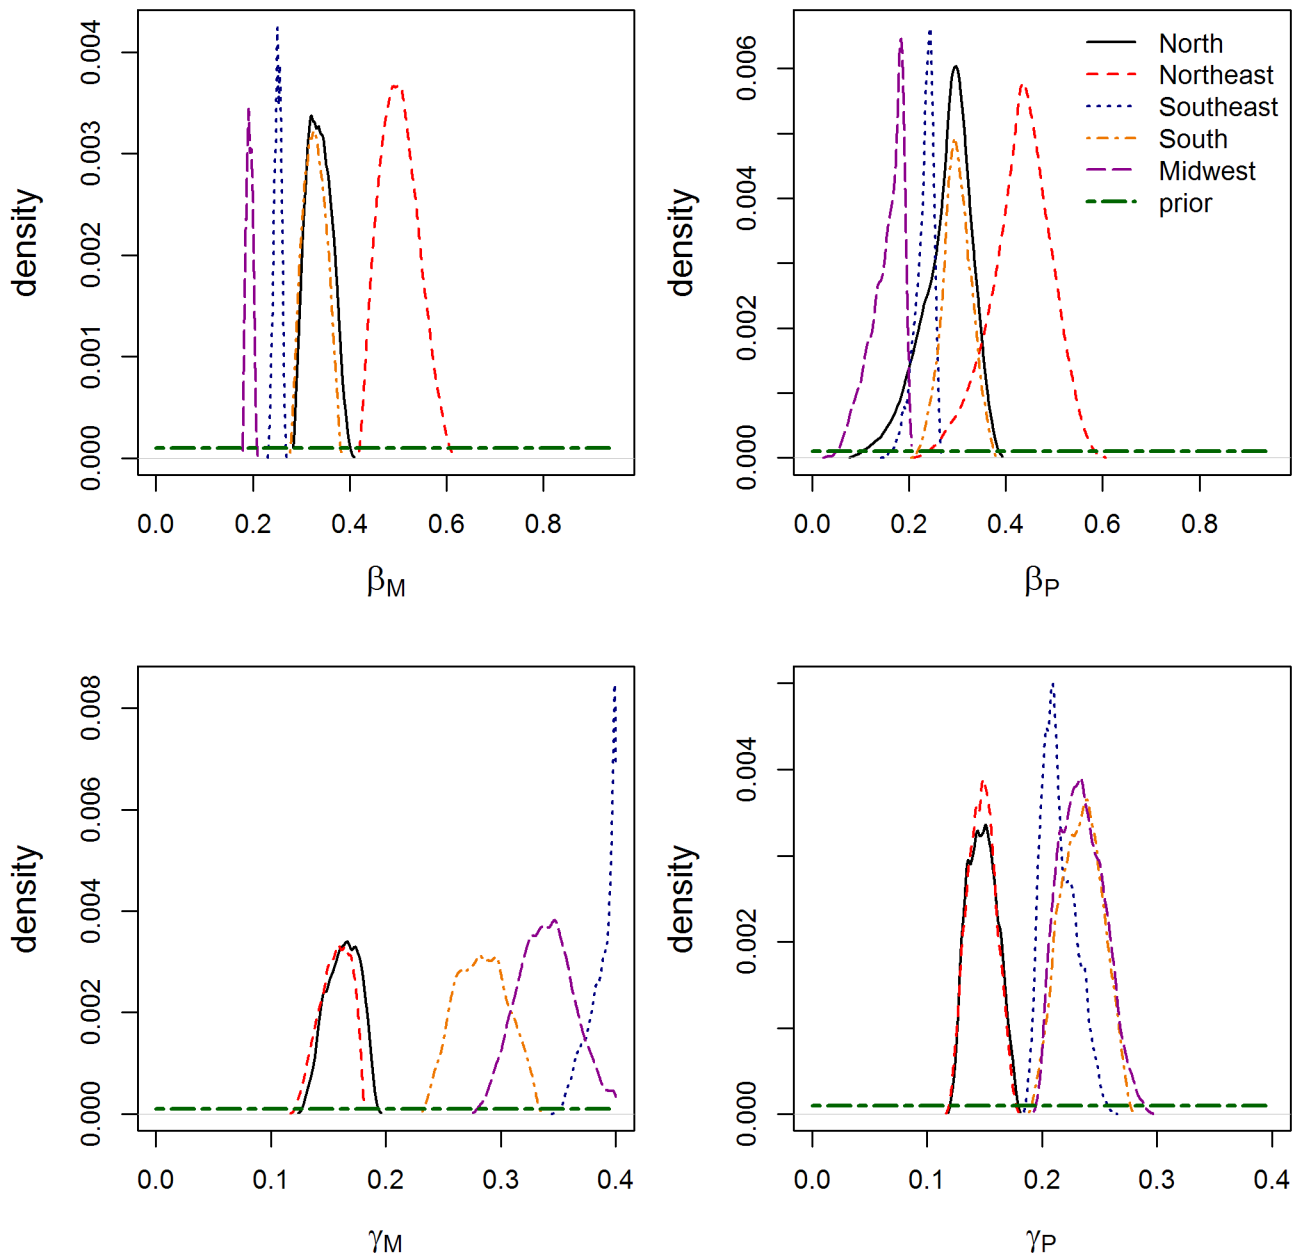 density
0.000 0.001 0.002 0.003 0.004
0.0 0.2 0.4 0.6 0.8
βM
density
0.000 0.002 0.004 0.006
0.0 0.2 0.4 0.6 0.8
βP
North
Northeast
Southeast
South
Midwest
prior
density
0.000 0.002 0.004 0.006 0.008
0.0 0.1 0.2 0.3 0.4
γM
density
0.000 0.002 0.004
0.0 0.1 0.2 0.3 0.4
γP